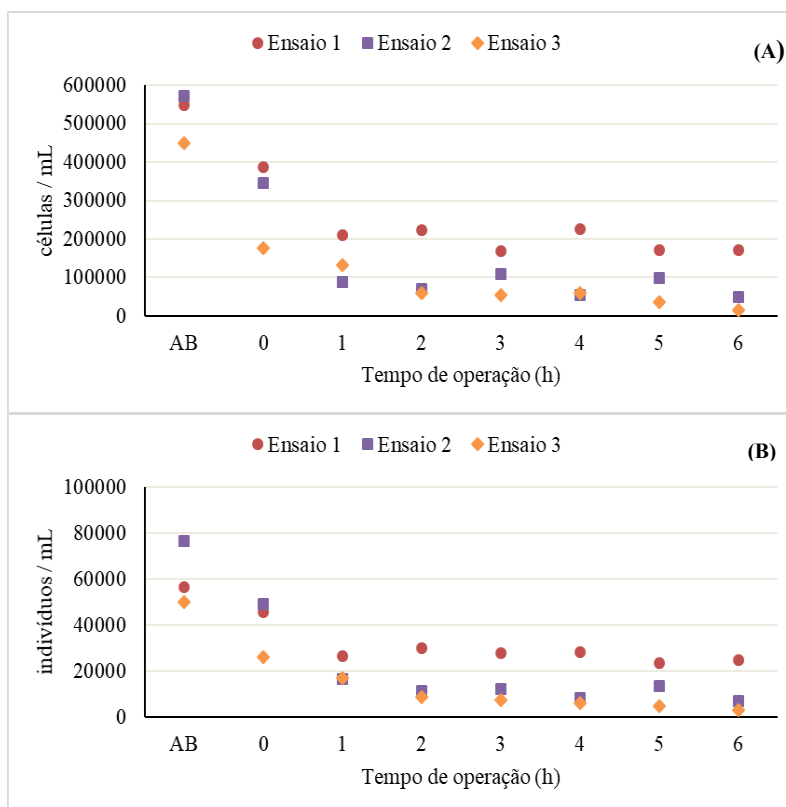 Ensaio 1 Ensaio 2 Ensaio 3
(A)
600000
500000
400000
300000
200000
100000
0
células / mL
AB 0 1 2 3 4 5 6
Tempo de operação (h)
Ensaio 1 Ensaio 2 Ensaio 3
(B)
100000
80000
60000
40000
20000
0
indivíduos / mL
AB 0 1 2 3 4 5 6
Tempo de operação (h)